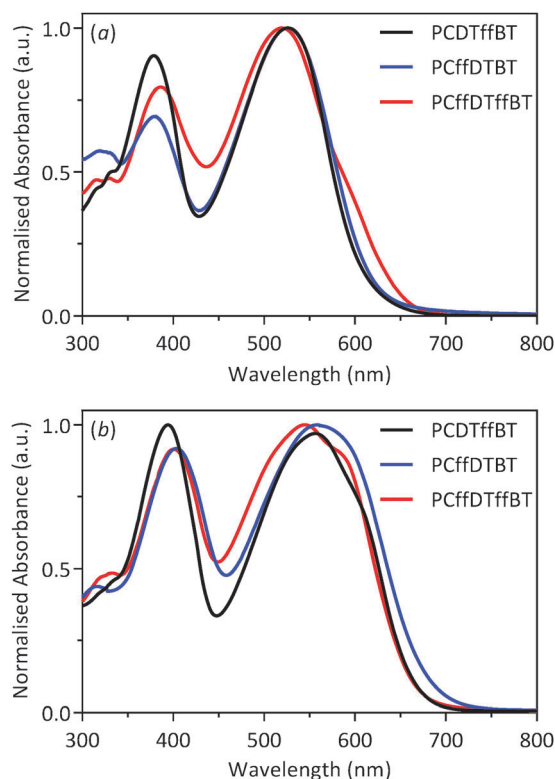 (a)
PCDTffBT
PCffDTBT
PCffDTffBT
Normalised Absorbance (a.u.)
1.0
0.5
0.0
300 400 500 600 700 800
Wavelength (nm)
(b)
PCDTffBT
PCffDTBT
PCffDTffBT
Normalised Absorbance (a.u.)
1.0
0.5
0.0
300 400 500 600 700 800
Wavelength (nm)